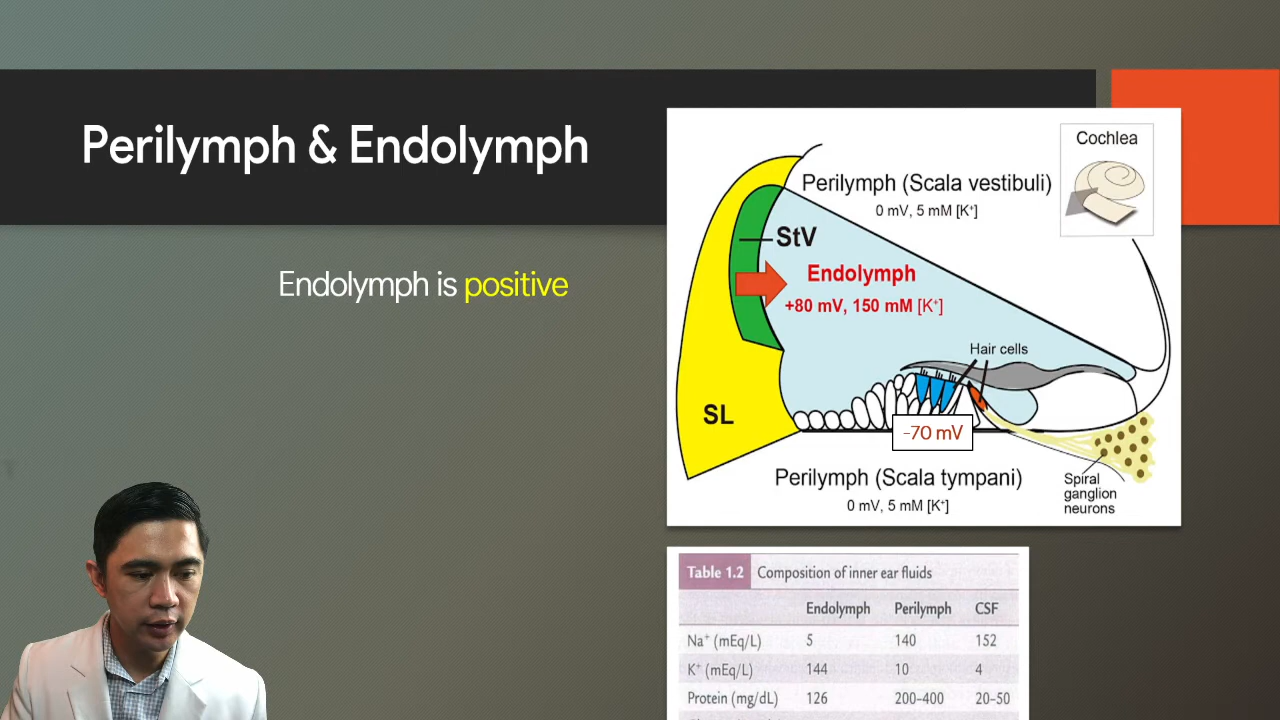 Perilymph & Endolymph
Endolymph is positive
Cochlea
Perilymph (Scala vestibuli)
0 mV, 5 mM [K⁺]
StV
Endolymph
+80 mV, 150 mM [K⁺]
Hair cells
SL
-70 mV
Perilymph (Scala tympani)
0 mV, 5 mM [K⁺]
Spiral
ganglion
neurons
Table 1.2 Composition of inner ear fluids
Endolymph Perilymph CSF
Na⁺ (mEq/L) 5 140 152
K⁺ (mEq/L) 144 10 4
Protein (mg/dL) 126 200-400 20-50